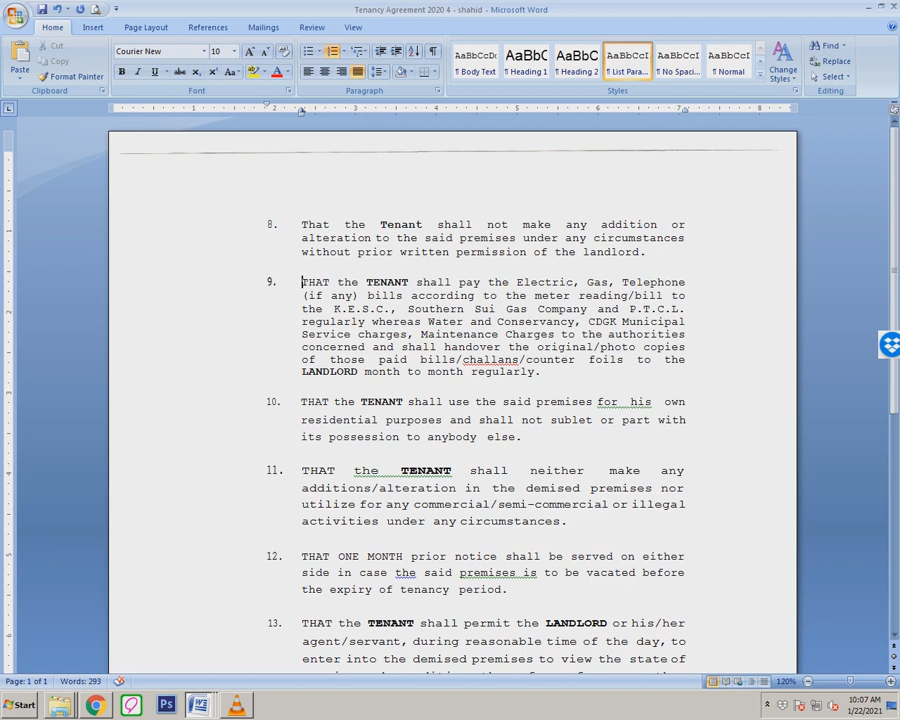 Tenancy Agreement 2020 4 - shahid - Microsoft Word
Home Insert Page Layout References Mailings Review View
Paste
Cut
Copy
Format Painter
Clipboard
Courier New 10
Font
Paragraph
AaBbCcDc AaBbC AaBbC AaBbCcI AaBbCcI AaBbC
¶ Body Text Heading 1 ¶ Heading 2 ¶ List Para... ¶ No Spaci... ¶ Normal
Change Styles
Styles
Find
Replace
Select
Editing
8. That the Tenant shall not make any addition or
alteration to the said premises under any circumstances
without prior written permission of the landlord.
9. THAT the TENANT shall pay the Electric, Gas, Telephone
(if any) bills according to the meter reading/bill to
the K.E.S.C., Southern Sui Gas Company and P.T.C.L.
regularly whereas Water and Conservancy, CDGK Municipal
Service charges, Maintenance Charges to the authorities
concerned and shall handover the original/photo copies
of those paid bills/challans/counter foils to the
LANDLORD month to month regularly.
10. THAT the TENANT shall use the said premises for his own
residential purposes and shall not sublet or part with
its possession to anybody else.
11. THAT the TENANT shall neither make any
additions/alteration in the demised premises nor
utilize for any commercial/semi-commercial or illegal
activities under any circumstances.
12. THAT ONE MONTH prior notice shall be served on either
side in case the said premises is to be vacated before
the expiry of tenancy period.
13. THAT the TENANT shall permit the LANDLORD or his/her
agent/servant, during reasonable time of the day, to
enter into the demised premises to view the state of
Page: 1 of 1 Words: 293 120%
Start
10:07 AM
1/22/2021